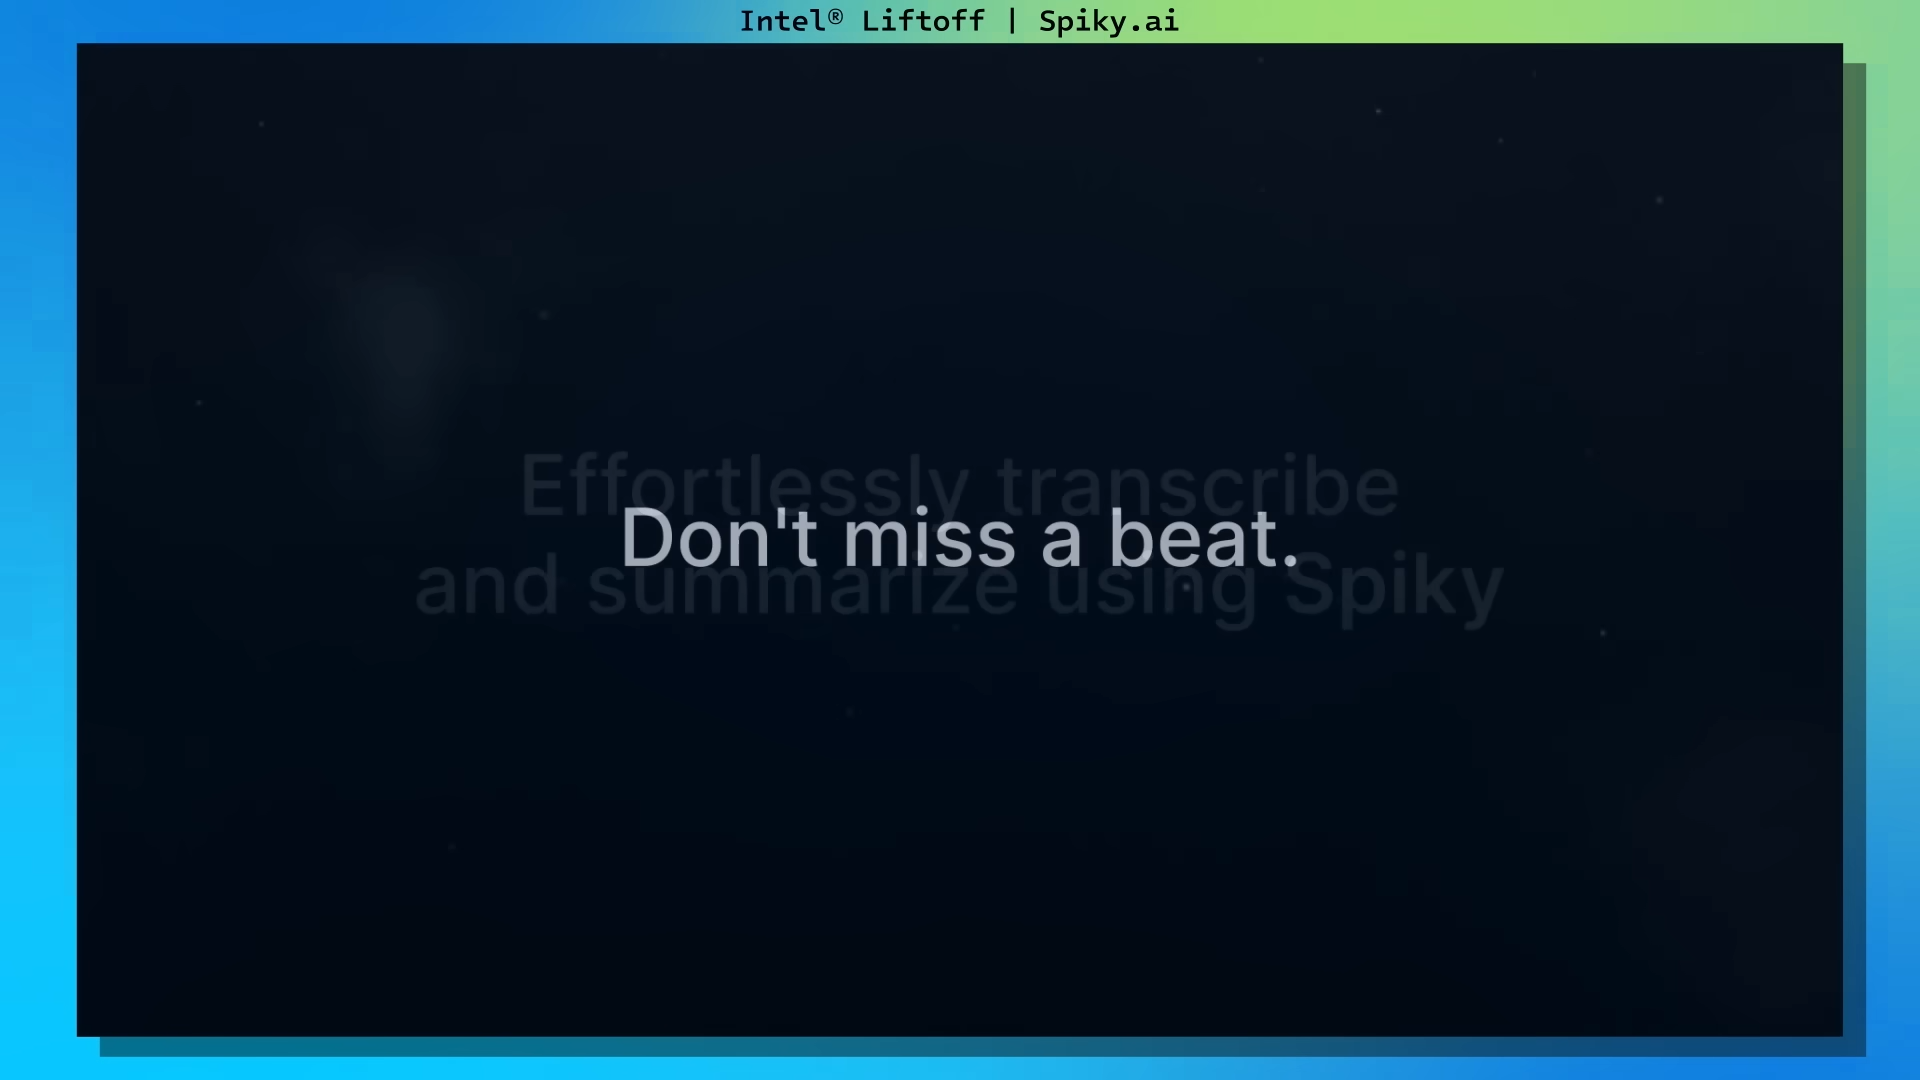 Intel® Liftoff | Spiky.ai
Effortlessly transcribe
Don't miss a beat.
and summarize using Spiky